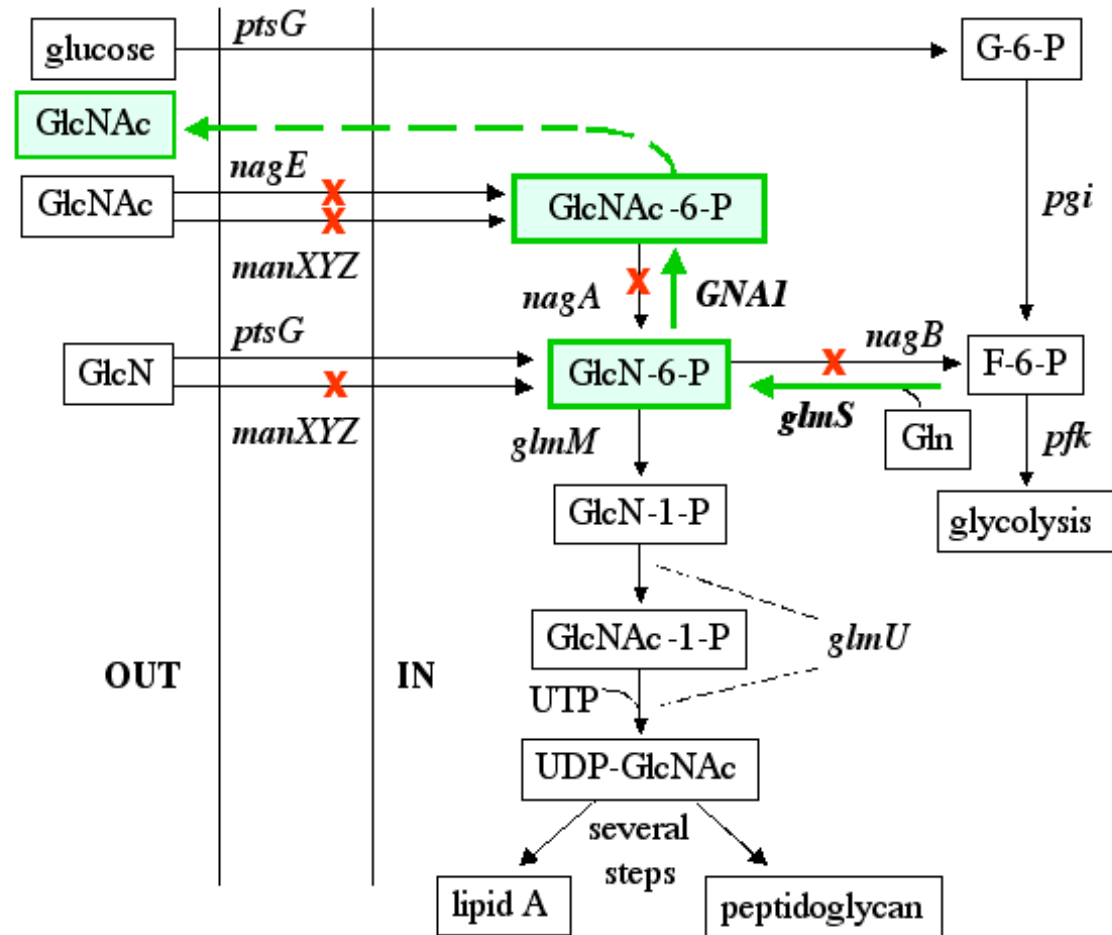 ptsG
glucose
G-6-P
GlcNAc
nagE
GlcNAc
GlcNAc-6-P
pgi
manXYZ
nagA
GNA1
ptsG
nagB
GlcN
GlcN-6-P
F-6-P
manXYZ
glmS
Gln
glmM
pfk
GlcN-1-P
glycolysis
GlcNAc-1-P
glmU
OUT
IN
UTP
UDP-GlcNAc
several
steps
lipid A
peptidoglycan